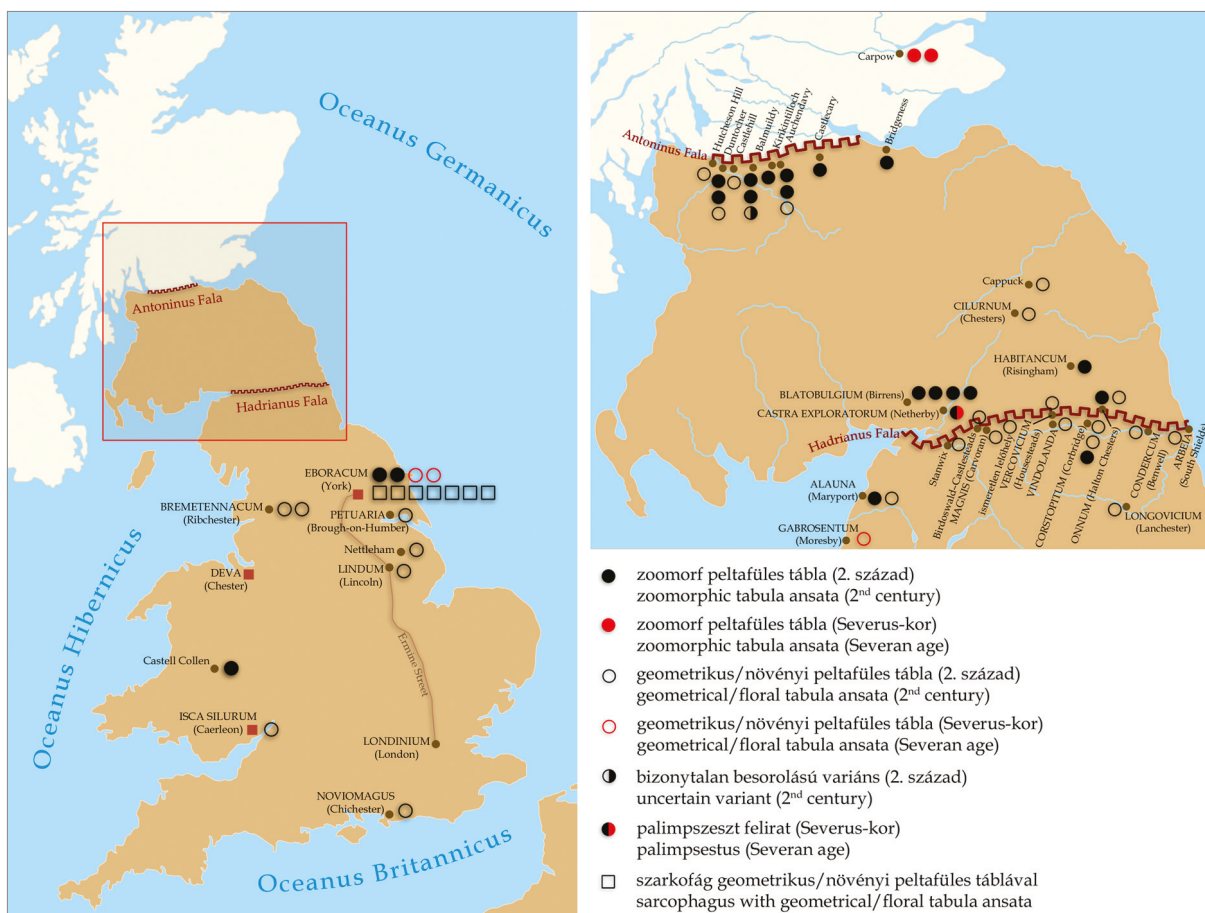 Oceanus Germanicus
Antoninus Fala
Hadrianus Fala
EBORACUM
(York)
BREMETENNACUM
(Ribchester)
PETUARIA
(Brough-on-Humber)
Nettleham
LINDUM
(Lincoln)
DEVA
(Chester)
Oceanus Hibernicus
Castell Collen
Ermine Street
ISCA SILURUM
(Caerleon)
LONDINIUM
(London)
NOVIOMAGUS
(Chichester)
Oceanus Britannicus
Carpow
Hutcheson Hill
Duntocher
Castlehill
Balmuildy
Kirikintilloch
Auchendavy
Castlecary
Bridgeness
Antoninus Fala
Cappuck
CILURNUM
(Chesters)
HABITANCUM
(Risingham)
BLATOBULGIUM (Birrens)
CASTRA EXPLORATORUM (Netherby)
Hadrianus Fala
Stanwix
Birdoswald-Castlesteads
MAGNIS (Carvoran)
ismeretlen lelőhely
VERCOVICIUM
(Housesteads)
VINDOLANDA
CORSTOPITUM (Corbridge)
ONNUM (Halton Chesters)
CONDERCUM
(Benwell)
ARBEIA
(South Shields)
ALAUNA
(Maryport)
LONGOVICIUM
(Lanchester)
GABROSENTUM
(Moresby)
zoomorf peltafüles tábla (2. század)
zoomorphic tabula ansata (2nd century)
zoomorf peltafüles tábla (Severus-kor)
zoomorphic tabula ansata (Severan age)
geometrikus/növényi peltafüles tábla (2. század)
geometrical/floral tabula ansata (2nd century)
geometrikus/növényi peltafüles tábla (Severus-kor)
geometrical/floral tabula ansata (Severan age)
bizonytalan besorolású variáns (2. század)
uncertain variant (2nd century)
palimpszeszt felirat (Severus-kor)
palimpsestus (Severan age)
szarkofág geometrikus/növényi peltafüles táblával
sarcophagus with geometrical/floral tabula ansata